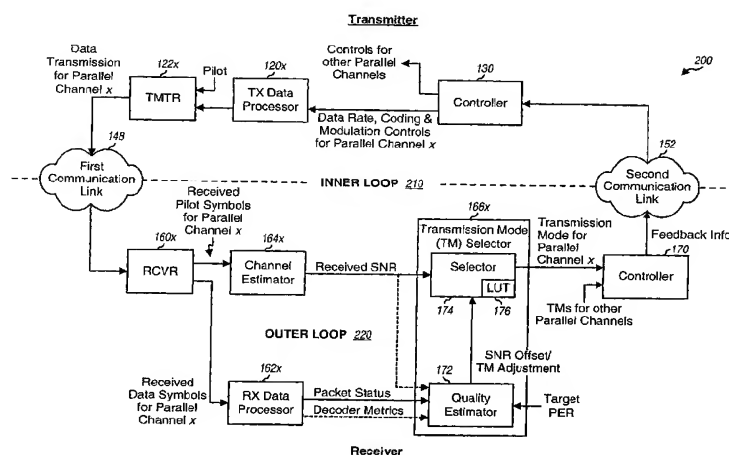 Transmitter
Data
Transmission
for Parallel
Channel x
122x
TMTR
Pilot
120x
TX Data
Processor
Controls for
other Parallel
Channels
130
Controller
200
Data Rate, Coding &
Modulation Controls
for Parallel Channel x
148
First
Communication
Link
INNER LOOP 210
152
Second
Communication
Link
Received
Pilot Symbols
for Parallel
Channel x
160x
RCVR
164x
Channel
Estimator
Received SNR
166x
Transmission Mode
(TM) Selector
Selector
LUT
174
176
Transmission
Mode for
Parallel
Channel x
Feedback Info
170
Controller
TMs for other
Parallel Channels
OUTER LOOP 220
SNR Offset/
TM Adjustment
Received
Data Symbols
for Parallel
Channel x
162x
RX Data
Processor
Packet Status
Decoder Metrics
172
Quality
Estimator
Target
PER
Receiver